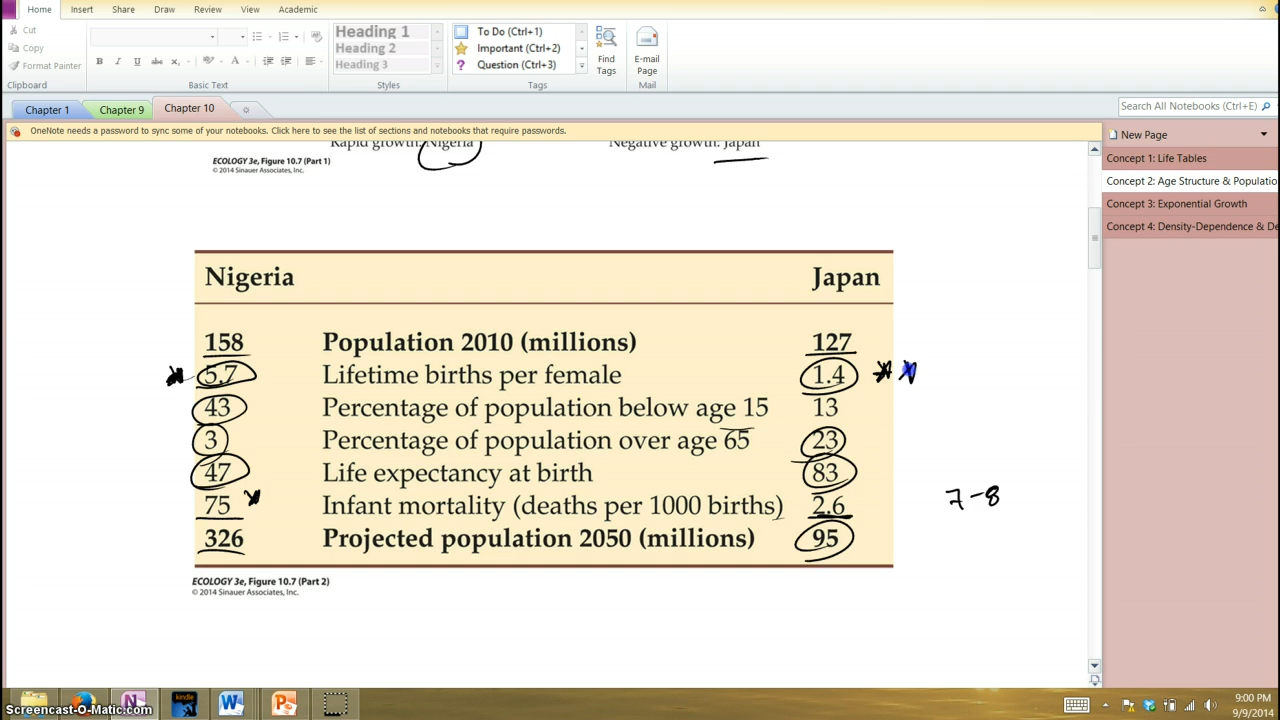 Home Insert Share Draw Review View Academic
Cut
Copy
Format Painter
Clipboard
B I U abc x
Basic Text
Heading 1
Heading 2
Heading 3
Styles
To Do (Ctrl+1)
Important (Ctrl+2)
? Question (Ctrl+3)
Tags
Find
Tags
E-mail
Page
Mail
Chapter 1 Chapter 9 Chapter 10
Search All Notebooks (Ctrl+E)
OneNote needs a password to sync some of your notebooks. Click here to see the list of sections and notebooks that require passwords.
New Page
Concept 1: Life Tables
Concept 2: Age Structure & Populatio
Concept 3: Exponential Growth
Concept 4: Density-Dependence & De
Rapid growth: Nigeria Negative growth: Japan
ECOLOGY 3e, Figure 10.7 (Part 1)
© 2014 Sinauer Associates, Inc.
Nigeria Japan
158 Population 2010 (millions) 127
5.7 Lifetime births per female 1.4
43 Percentage of population below age 15 13
3 Percentage of population over age 65 23
47 Life expectancy at birth 83
75 Infant mortality (deaths per 1000 births) 2.6
7-8
326 Projected population 2050 (millions) 95
ECOLOGY 3e, Figure 10.7 (Part 2)
© 2014 Sinauer Associates, Inc.
kindle
Screencast-O-Matic.com
9:00 PM
9/9/2014